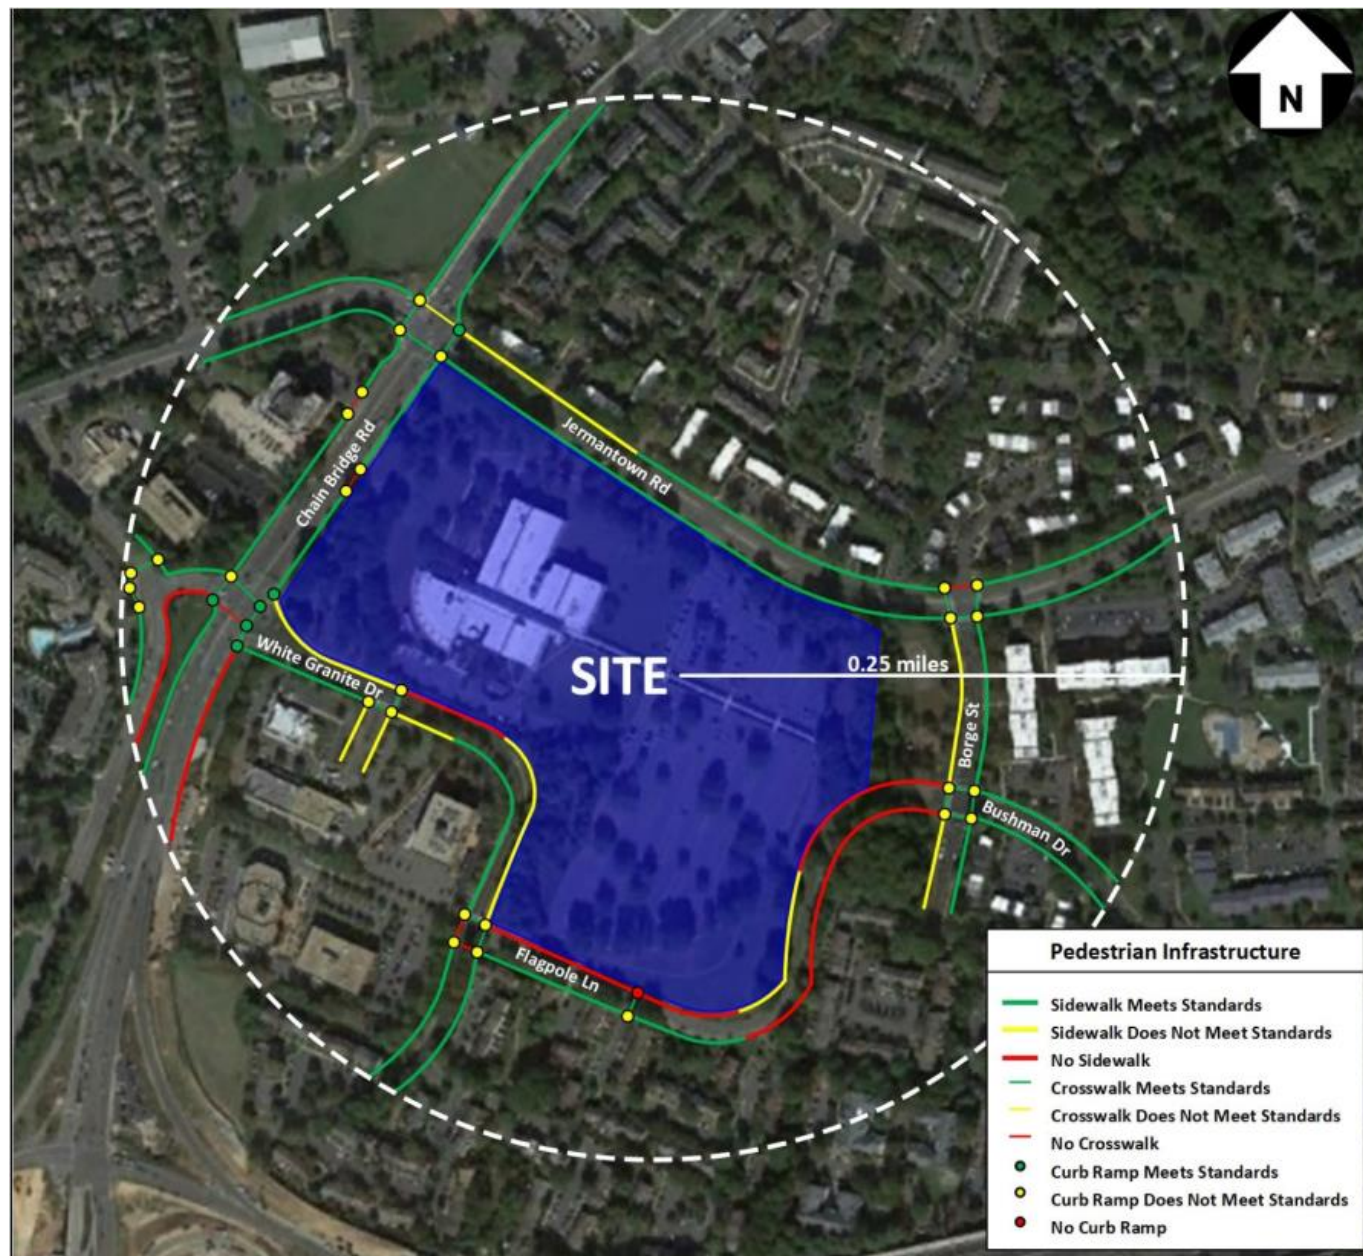 N
Jermantown Rd
Chain Bridge Rd
SITE
0.25 miles
White Granite Dr
Borge St
Bushman Dr
Flagpole Ln
Pedestrian Infrastructure
Sidewalk Meets Standards
Sidewalk Does Not Meet Standards
No Sidewalk
Crosswalk Meets Standards
Crosswalk Does Not Meet Standards
No Crosswalk
Curb Ramp Meets Standards
Curb Ramp Does Not Meet Standards
No Curb Ramp